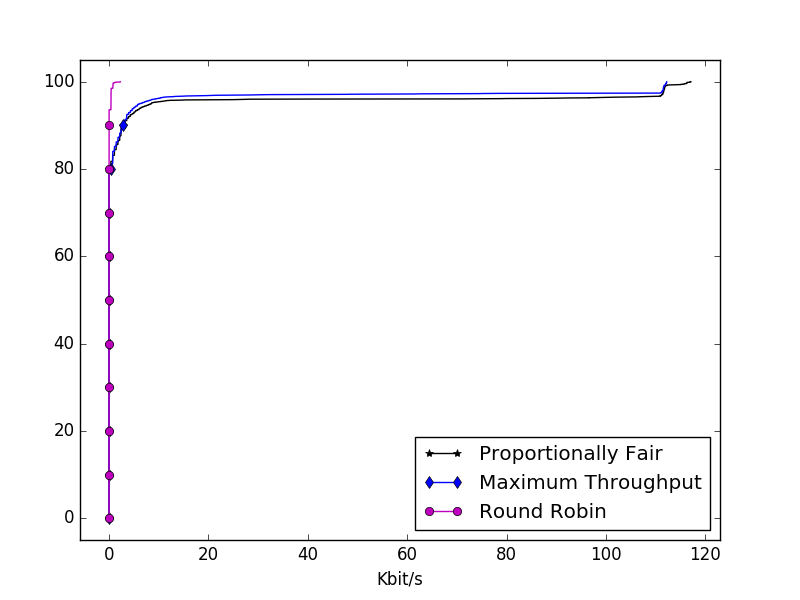 100
80
60
40
20
0
0 20 40 60 80 100 120
Kbit/s
Proportionally Fair
Maximum Throughput
Round Robin